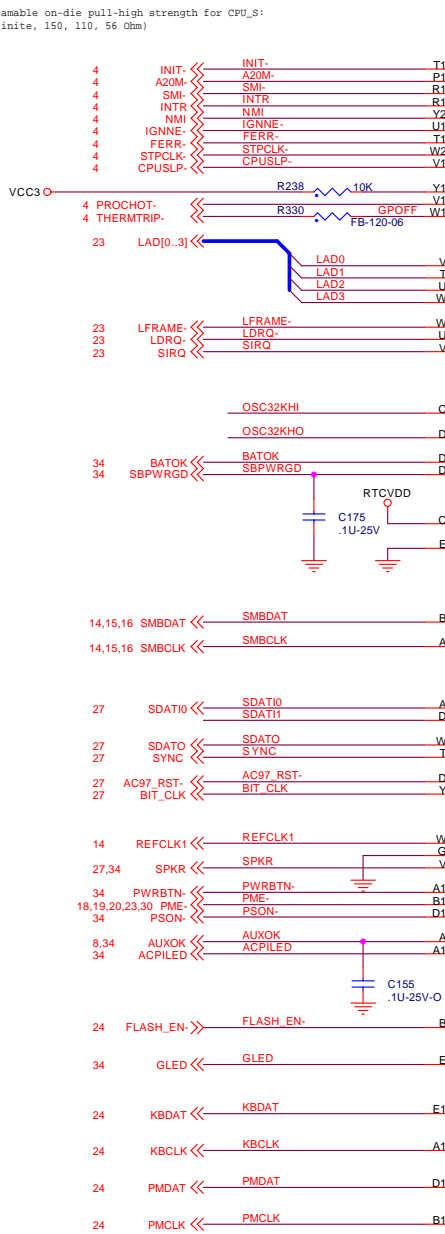 amable on-die pull-high strength for CPU_S:
inite, 150, 110, 56 Ohm)
4 INIT- INIT- T1
4 A20M- A20M- P1
4 SMI- SMI- R1
4 INTR INTR R1
4 NMI NMI Y2
4 IGNNE- IGNNE- U1
4 FERR- FERR- T1
4 STPCLK- STPCLK- W2
4 CPUSLP- CPUSLP- V1
VCC3 R238 10K Y1
4 PROCHOT- V1
4 THERMTRIP- R330 GPOFF W1
FB-120-06
23 LAD[0..3]
LAD0 V
LAD1 T
LAD2 U
LAD3 W
23 LFRAME- LFRAME- W
23 LDRQ- LDRQ- U
23 SIRQ SIRQ V
OSC32KHI C
OSC32KHO D
34 BATOK BATOK D
34 SBPWRGD SBPWRGD D
RTCVDD
C175 C
.1U-25V
E
14,15,16 SMBDAT SMBDAT B
14,15,16 SMBCLK SMBCLK A
27 SDATI0 SDATI0 A
SDATI1 D
27 SDATO SDATO W
27 SYNC SYNC T
27 AC97_RST- AC97_RST- D
27 BIT_CLK BIT_CLK Y
14 REFCLK1 REFCLK1 W
G
27,34 SPKR SPKR V
34 PWRBTN- PWRBTN- A1
18,19,20,23,30 PME- PME- B1
34 PSON- PSON- D1
8,34 AUXOK AUXOK A
34 ACPILED ACPILED A1
C155
.1U-25V-O
24 FLASH_EN- FLASH_EN- B
34 GLED GLED E
24 KBDAT KBDAT E1
24 KBCLK KBCLK A1
24 PMDAT PMDAT D1
24 PMCLK PMCLK B1